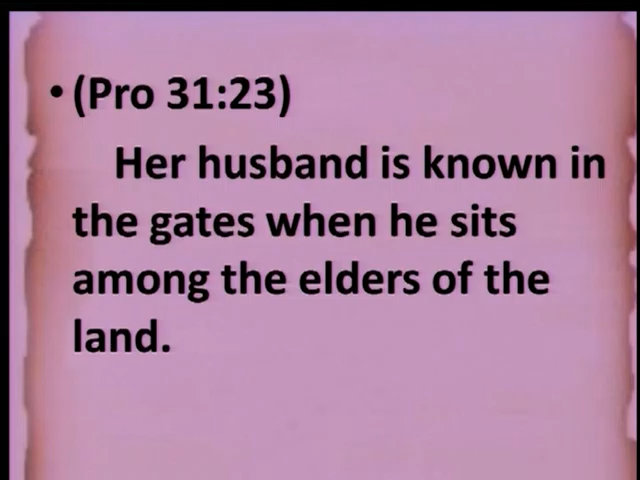 • (Pro 31:23)
Her husband is known in
the gates when he sits
among the elders of the
land.